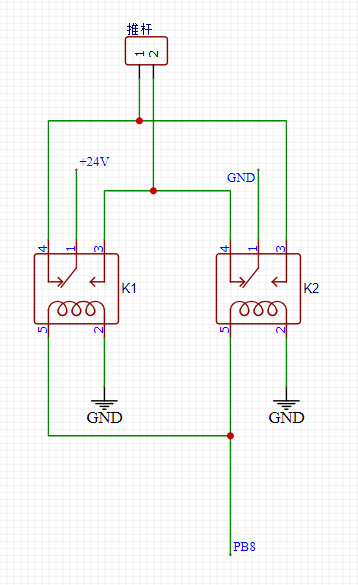 推杆
1 2
+24V
GND
4 1 3
4 1 3
K1
K2
5 2
5 2
GND
GND
PB8